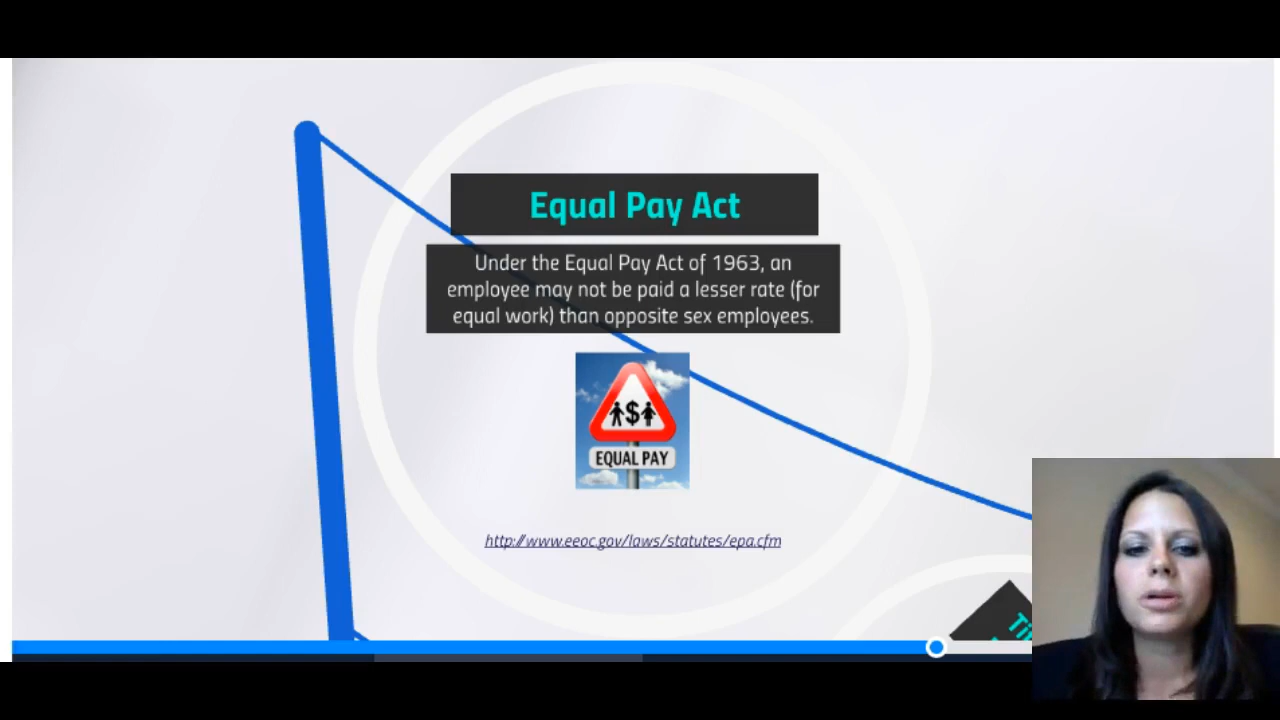 Equal Pay Act
Under the Equal Pay Act of 1963, an
employee may not be paid a lesser rate (for
equal work) than opposite sex employees.
$
EQUAL PAY
http://www.eeoc.gov/laws/statutes/epa.cfm